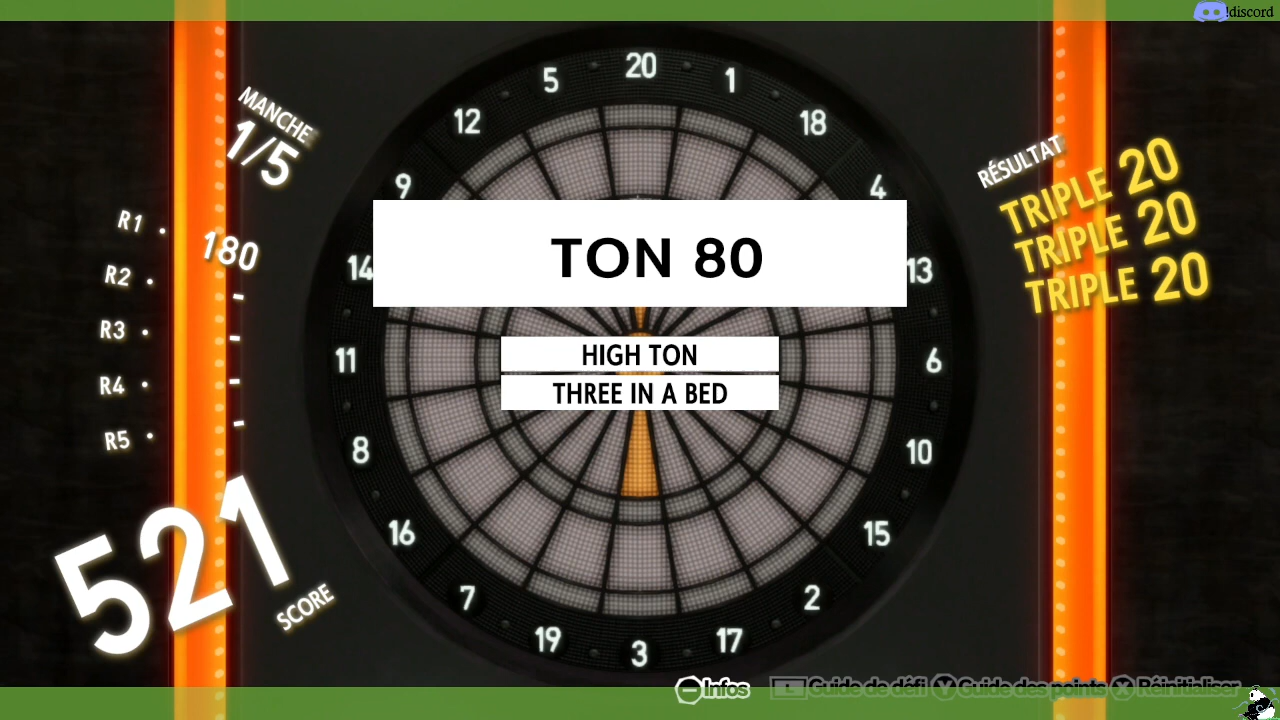 !discord
MANCHE
1/5
R1 180
R2 -
R3 -
R4 -
R5 -
521
SCORE
20
1
18
4
13
6
10
15
2
17
3
19
7
16
8
11
14
9
12
5
TON 80
HIGH TON
THREE IN A BED
RÉSULTAT
TRIPLE 20
TRIPLE 20
TRIPLE 20
Infos
L Guide de défi Y Guide des points X Réinitialiser